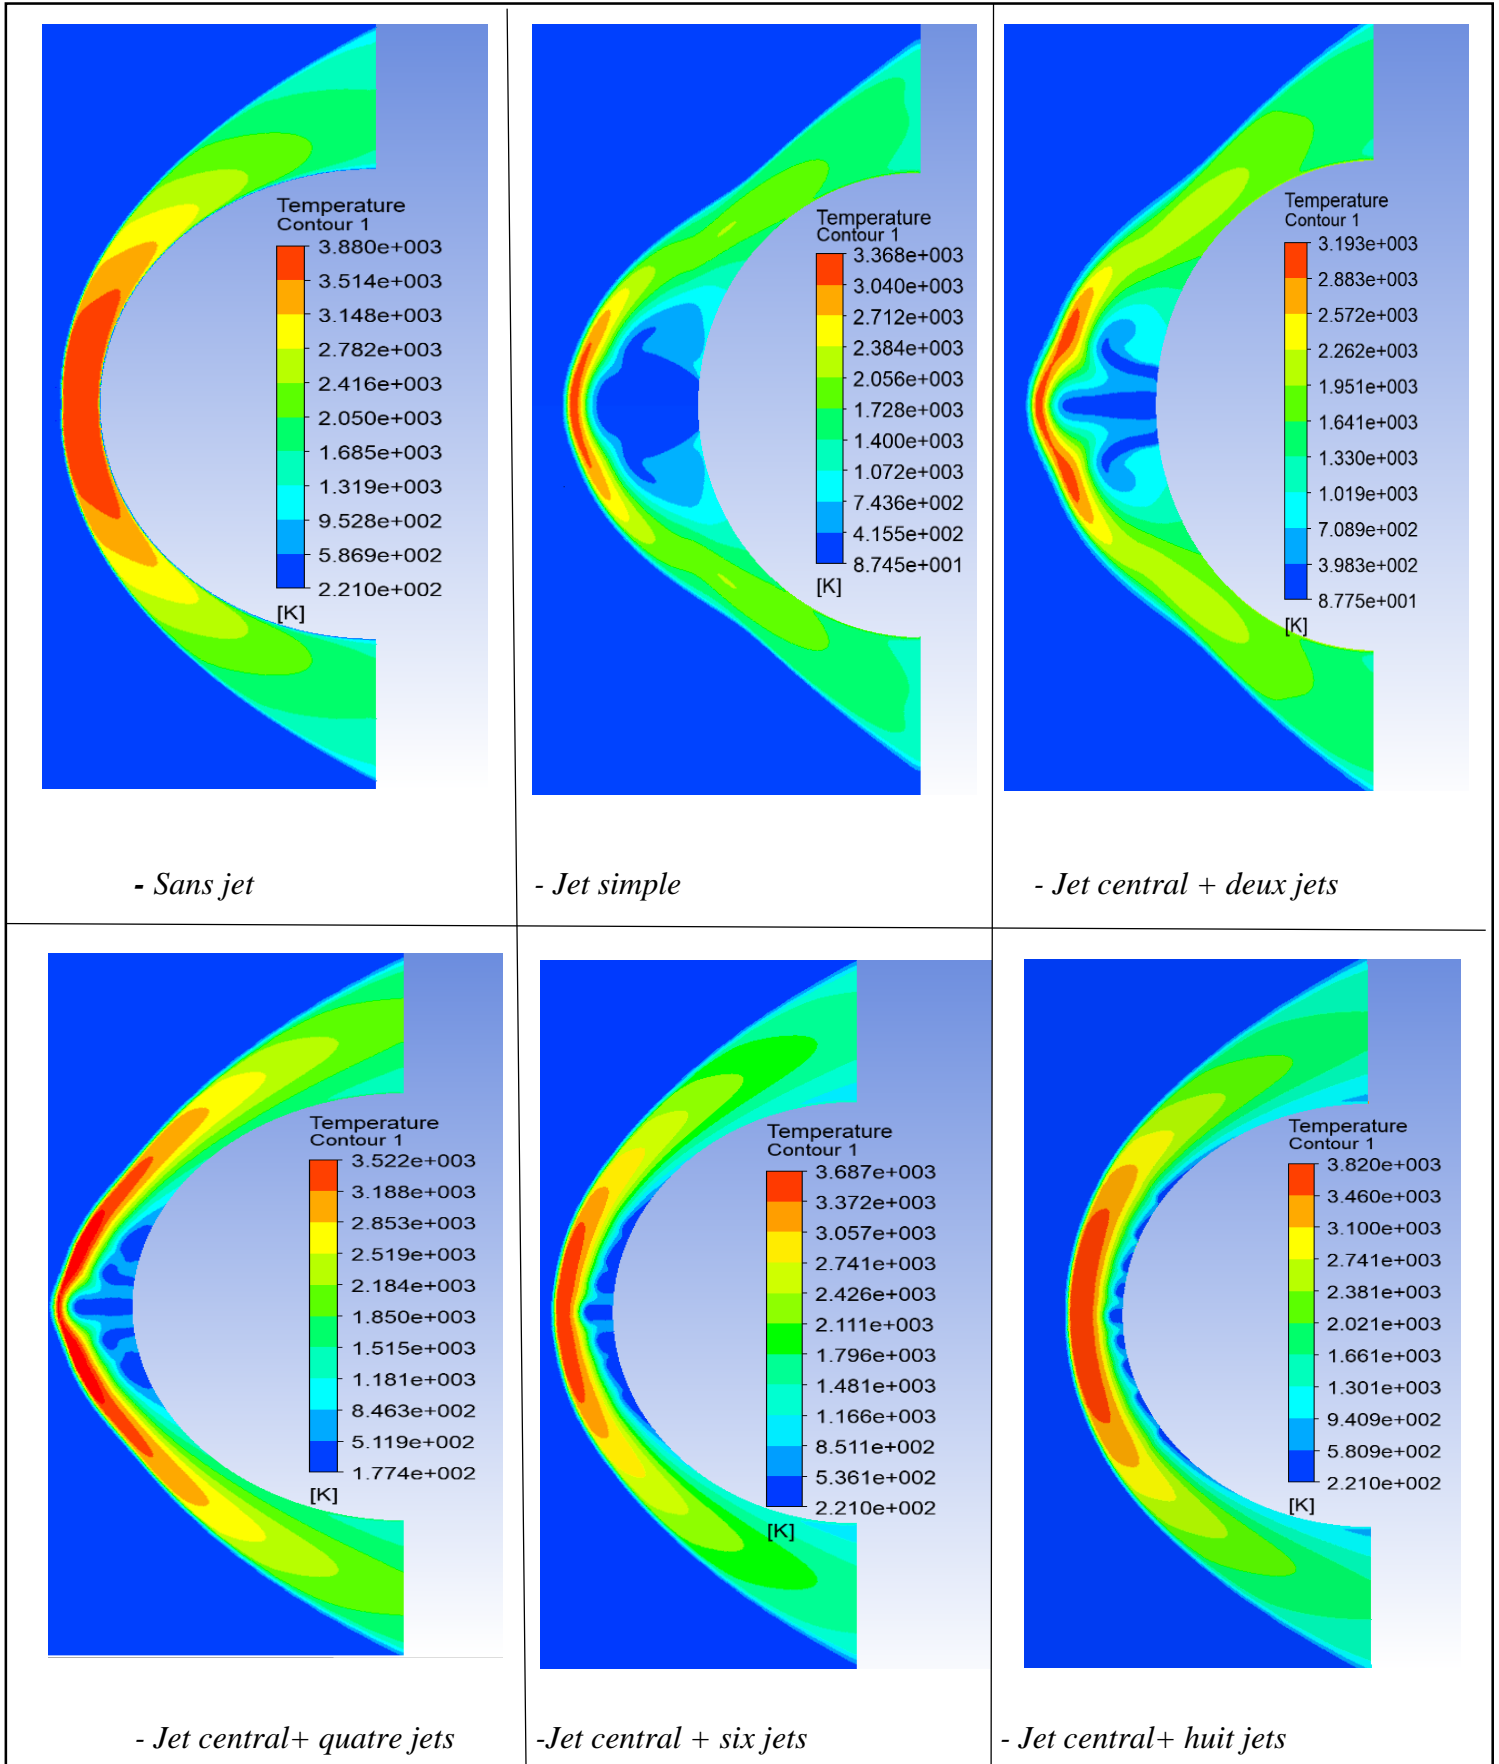 Temperature
Contour 1
3.880e+003
3.514e+003
3.148e+003
2.782e+003
2.416e+003
2.050e+003
1.685e+003
1.319e+003
9.528e+002
5.869e+002
2.210e+002
[K]
- Sans jet
Temperature
Contour 1
3.368e+003
3.040e+003
2.712e+003
2.384e+003
2.056e+003
1.728e+003
1.400e+003
1.072e+003
7.436e+002
4.155e+002
8.745e+001
[K]
- Jet simple
Temperature
Contour 1
3.193e+003
2.883e+003
2.572e+003
2.262e+003
1.951e+003
1.641e+003
1.330e+003
1.019e+003
7.089e+002
3.983e+002
8.775e+001
[K]
- Jet central + deux jets
Temperature
Contour 1
3.522e+003
3.188e+003
2.853e+003
2.519e+003
2.184e+003
1.850e+003
1.515e+003
1.181e+003
8.463e+002
5.119e+002
1.774e+002
[K]
- Jet central+ quatre jets
Temperature
Contour 1
3.687e+003
3.372e+003
3.057e+003
2.741e+003
2.426e+003
2.111e+003
1.796e+003
1.481e+003
1.166e+003
8.511e+002
5.361e+002
2.210e+002
[K]
-Jet central + six jets
Temperature
Contour 1
3.820e+003
3.460e+003
3.100e+003
2.741e+003
2.381e+003
2.021e+003
1.661e+003
1.301e+003
9.409e+002
5.809e+002
2.210e+002
[K]
- Jet central+ huit jets